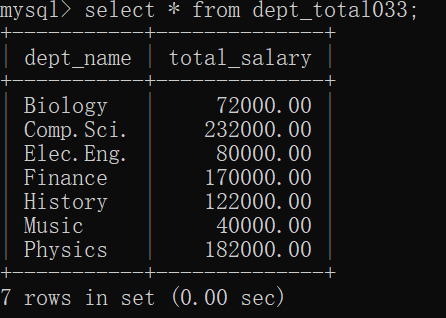 mysql> select * from dept_total033;
+-----------+--------------+
| dept_name | total_salary |
+-----------+--------------+
| Biology   |     72000.00 |
| Comp.Sci. |    232000.00 |
| Elec.Eng. |     80000.00 |
| Finance   |    170000.00 |
| History   |    122000.00 |
| Music     |     40000.00 |
| Physics   |    182000.00 |
+-----------+--------------+
7 rows in set (0.00 sec)